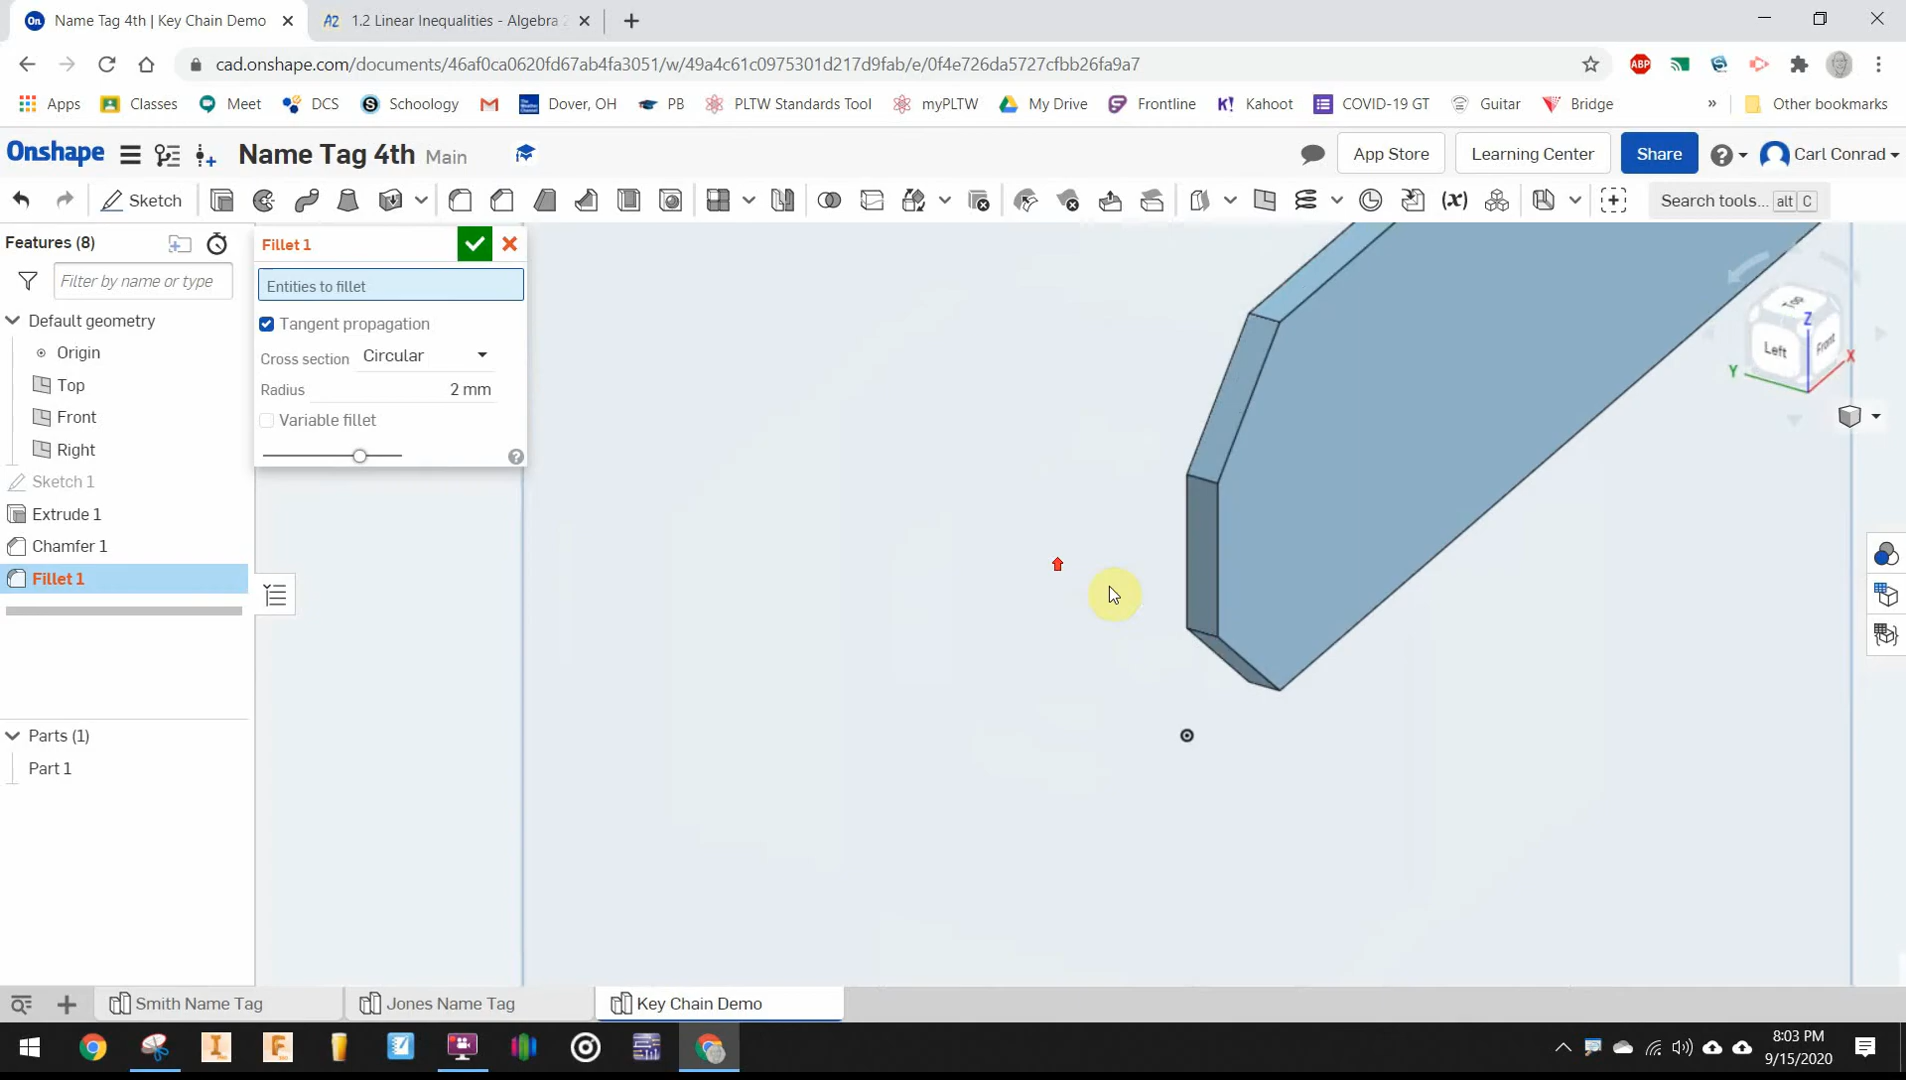 Name Tag 4th | Key Chain Demo
A2 1.2 Linear Inequalities - Algebra 2
cad.onshape.com/documents/46af0ca0620fd67ab4fa3051/w/49a4c61c0975301d217d9fab/e/0f4e726da5727cfbb26fa9a7
ABP
Apps Classes Meet DCS Schoology Dover, OH PB PLTW Standards Tool myPLTW My Drive Frontline Kahoot COVID-19 GT Guitar Bridge » Other bookmarks
Onshape Name Tag 4th Main App Store Learning Center Share Carl Conrad
Sketch Search tools... alt C
Features (8)
Filter by name or type
Default geometry
Origin
Top
Front
Right
Sketch 1
Extrude 1
Chamfer 1
Fillet 1
Parts (1)
Part 1
Fillet 1
Entities to fillet
Tangent propagation
Cross section Circular
Radius 2 mm
Variable fillet
Top
Left
Front
Z
X
Y
Smith Name Tag Jones Name Tag Key Chain Demo
8:03 PM
9/15/2020